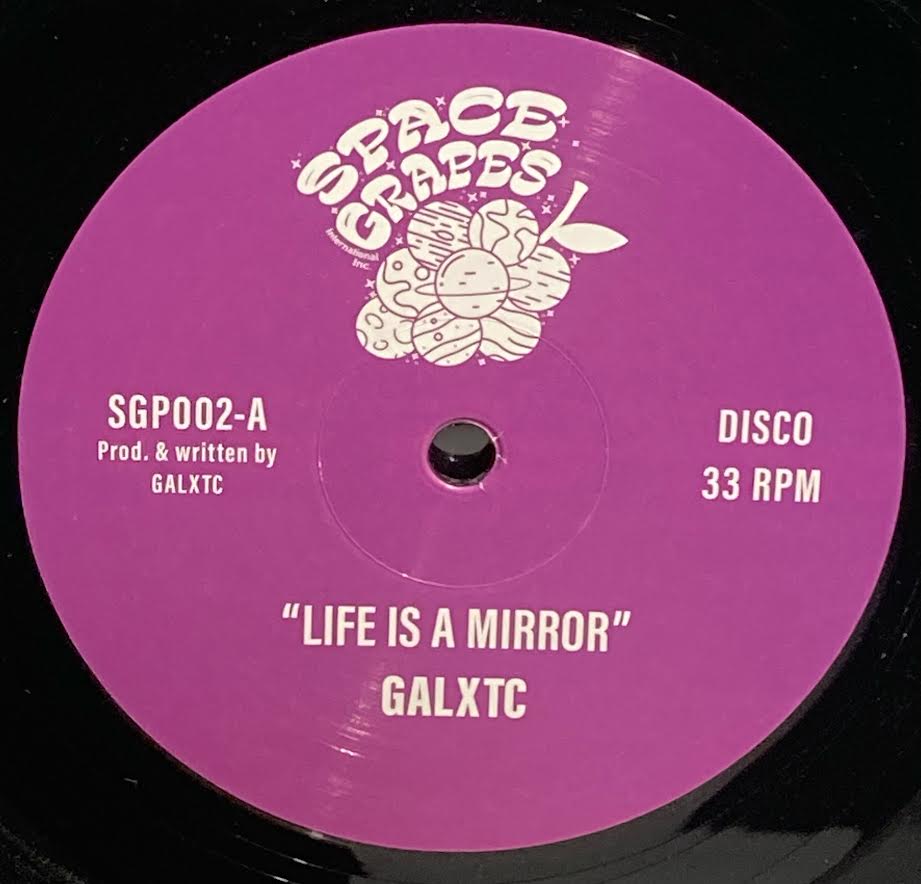 SPACE
GRAPES
International
Inc.
SGP002-A
Prod. & written by
GALXTC
DISCO
33 RPM
“LIFE IS A MIRROR”
GALXTC